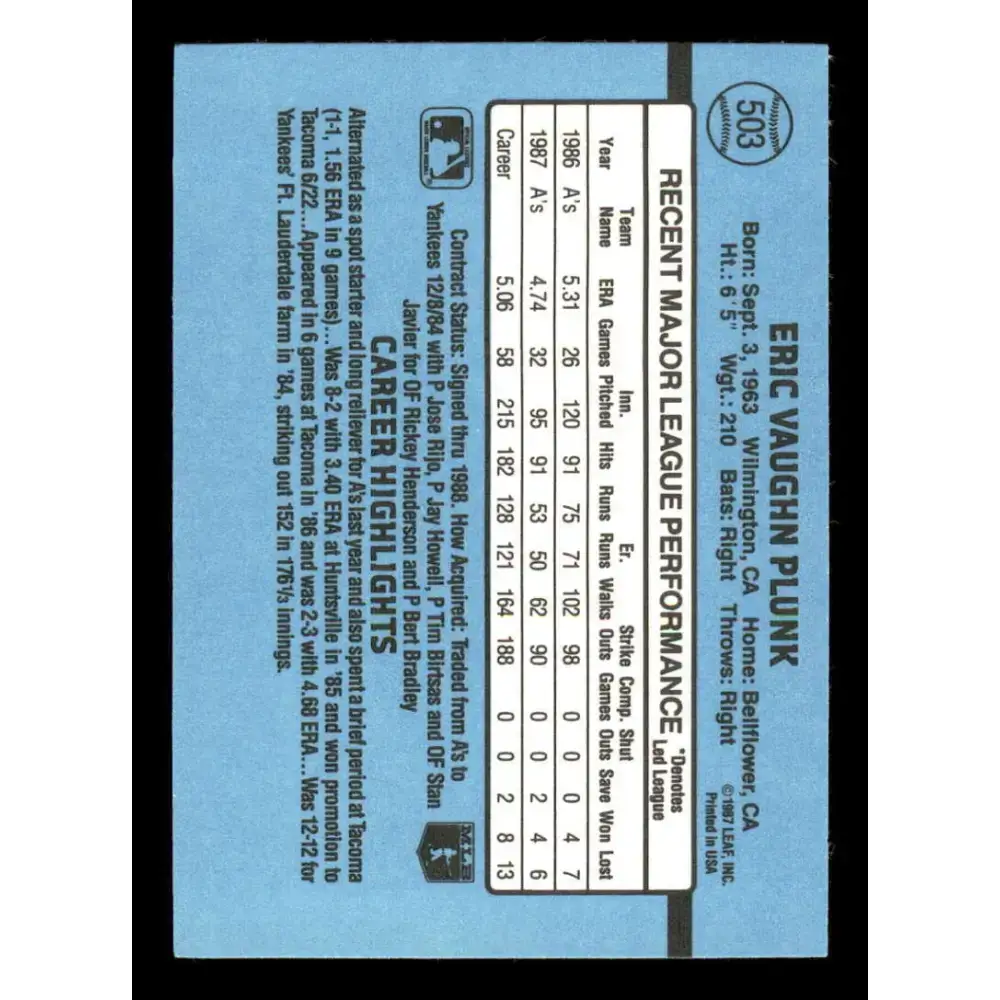 503
ERIC VAUGHN PLUNK
Born: Sept. 3, 1963 Wilmington, CA Home: Bellflower, CA
Ht.: 6'5" Wgt.: 210 Bats: Right Throws: Right
©1987 LEAF, INC.
Printed in USA
RECENT MAJOR LEAGUE PERFORMANCE
*Denotes
Led League
Team Inn. Er. Strike Comp. Shut
Year Name ERA Games Pitched Hits Runs Runs Walks Outs Games Outs Save Won Lost
1986 A's 5.31 26 120 91 75 71 102 98 0 0 0 4 7
1987 A's 4.74 32 95 91 53 50 62 90 0 0 2 4 6
Career 5.06 58 215 182 128 121 164 188 0 0 2 8 13
Contract Status: Signed thru 1988. How Acquired: Traded from A's to
Yankees 12/8/84 with P Jose Rijo, P Jay Howell, P Tim Birtsas and OF Stan
Javier for OF Rickey Henderson and P Bert Bradley
MLB
CAREER HIGHLIGHTS
Alternated as a spot starter and long reliever for A's last year and also spent a brief period at Tacoma
(1-1, 1.56 ERA in 9 games)...Was 8-2 with 3.40 ERA at Huntsville in '85 and won promotion to
Tacoma 6/22...Appeared in 6 games at Tacoma in '86 and was 2-3 with 4.68 ERA...Was 12-12 for
Yankees' Ft. Lauderdale farm in '84, striking out 152 in 176⅓ innings.